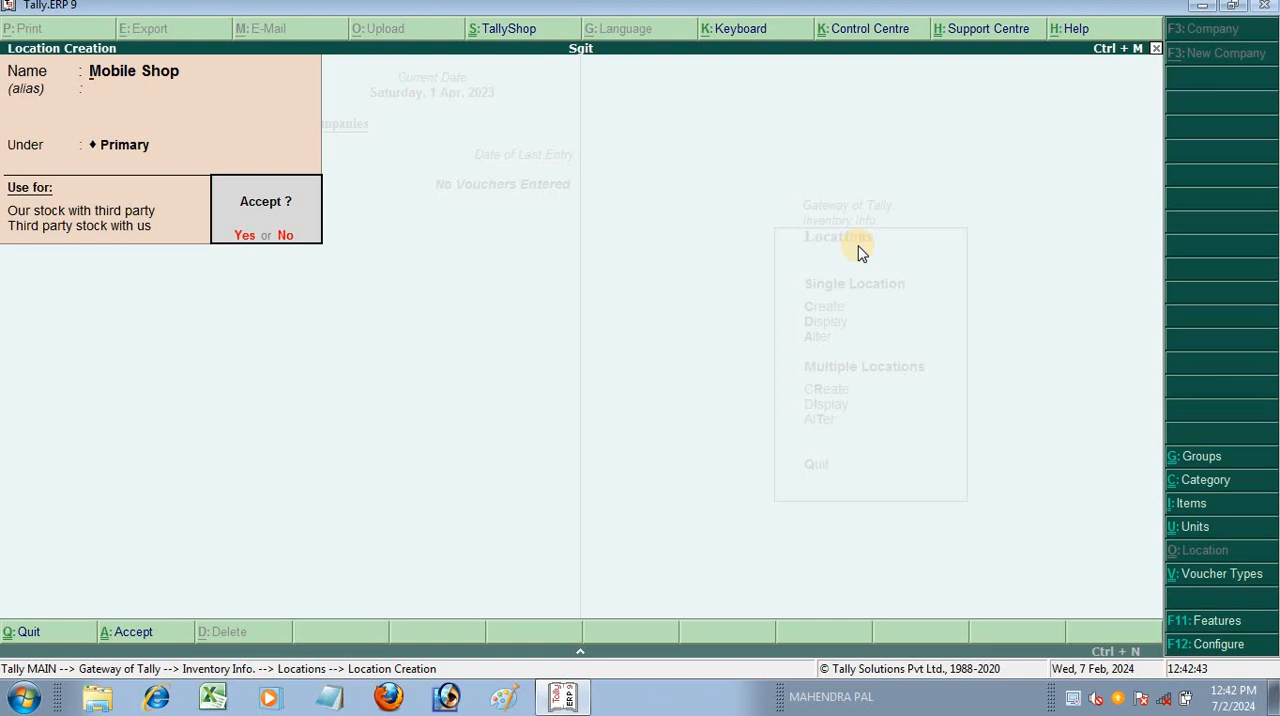 Tally.ERP 9
P: Print E: Export M: E-Mail O: Upload S: TallyShop G: Language K: Keyboard K: Control Centre H: Support Centre H: Help F3: Company
Location Creation Sgit Ctrl + M
F3: New Company
Name : Mobile Shop
(alias) :
Current Date
Saturday, 1 Apr, 2023
mpanies
Under : ♦ Primary
Date of Last Entry
No Vouchers Entered
Use for:
Our stock with third party
Third party stock with us
Accept ?
Yes or No
Gateway of Tally
Inventory Info.
Locations
Single Location
Create
Display
Alter
Multiple Locations
CReate
DIsplay
AlTer
Quit
G: Groups
C: Category
I: Items
U: Units
O: Location
V: Voucher Types
F11: Features
F12: Configure
Q: Quit A: Accept D: Delete
Ctrl + N
Tally MAIN --> Gateway of Tally --> Inventory Info. --> Locations --> Location Creation © Tally Solutions Pvt Ltd., 1988-2020 Wed, 7 Feb, 2024 12:42:43
MAHENDRA PAL
12:42 PM
7/2/2024